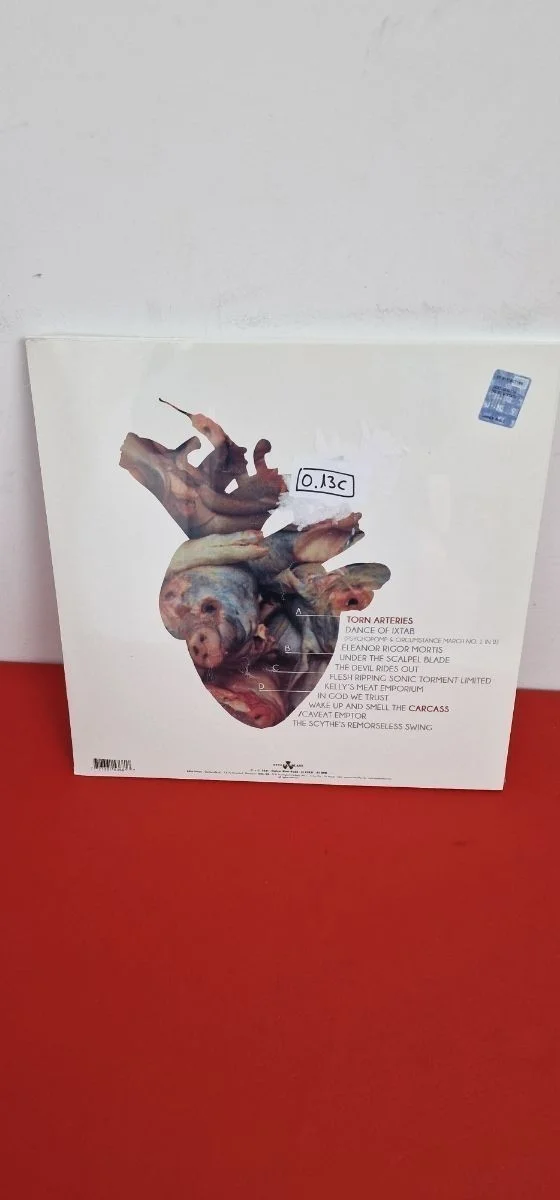 0.13c
A
TORN ARTERIES
DANCE OF IXTAB
(PSYCHOPOMP & CIRCUMSTANCE MARCH NO. 1 IN B)
B
ELEANOR RIGOR MORTIS
UNDER THE SCALPEL BLADE
C
THE DEVIL RIDES OUT
FLESH RIPPING SONIC TORMENT LIMITED
D
KELLY'S MEAT EMPORIUM
IN GOD WE TRUST
WAKE UP AND SMELL THE CARCASS
/CAVEAT EMPTOR
THE SCYTHE'S REMORSELESS SWING